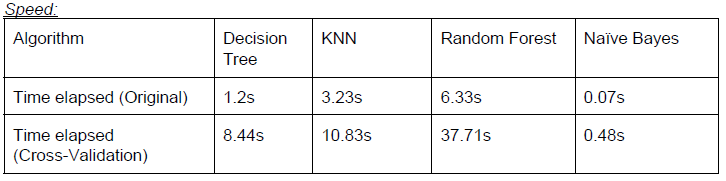 Speed:
Algorithm Decision Tree KNN Random Forest Naïve Bayes
Time elapsed (Original) 1.2s 3.23s 6.33s 0.07s
Time elapsed (Cross-Validation) 8.44s 10.83s 37.71s 0.48s